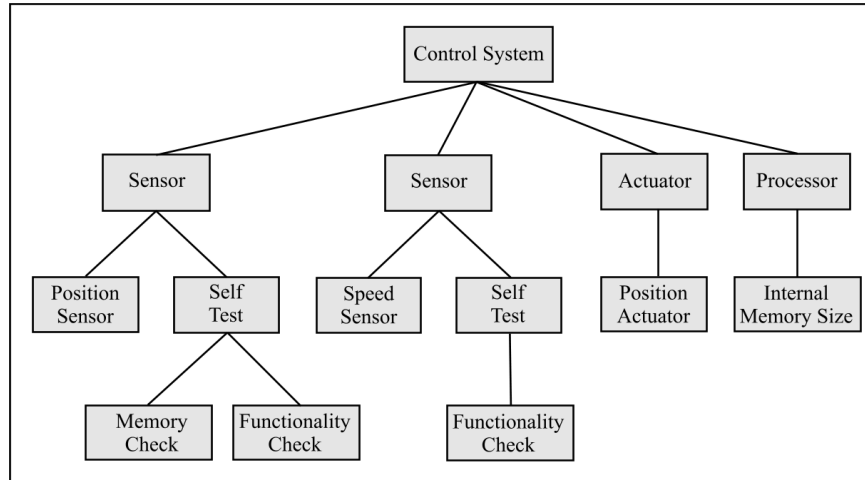 Control System
Sensor
Sensor
Actuator
Processor
Position
Sensor
Self
Test
Speed
Sensor
Self
Test
Position
Actuator
Internal
Memory Size
Memory
Check
Functionality
Check
Functionality
Check